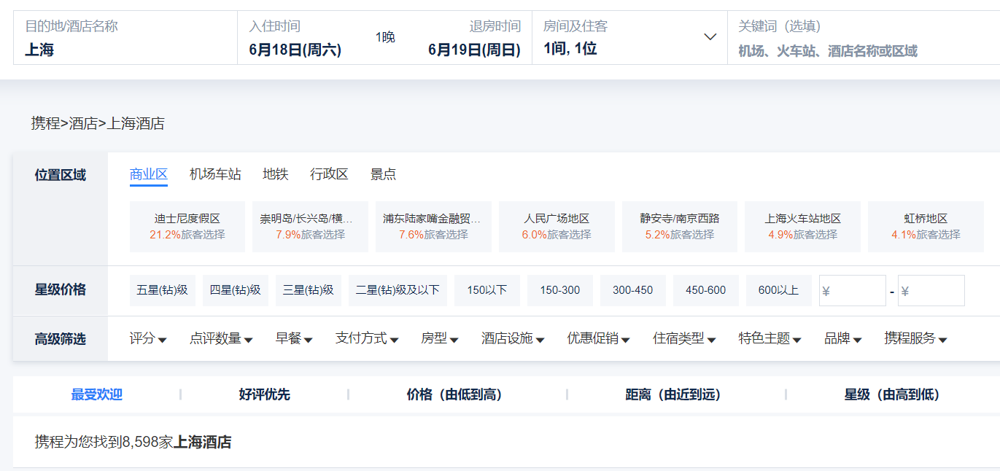 目的地/酒店名称
上海
入住时间
6月18日(周六)
1晚
退房时间
6月19日(周日)
房间及住客
1间, 1位
关键词（选填）
机场、火车站、酒店名称或区域
携程>酒店>上海酒店
位置区域
商业区 机场车站 地铁 行政区 景点
迪士尼度假区
21.2%旅客选择
崇明岛/长兴岛/横...
7.9%旅客选择
浦东陆家嘴金融贸...
7.6%旅客选择
人民广场地区
6.0%旅客选择
静安寺/南京西路
5.2%旅客选择
上海火车站地区
4.9%旅客选择
虹桥地区
4.1%旅客选择
星级价格
五星(钻)级 四星(钻)级 三星(钻)级 二星(钻)级及以下 150以下 150-300 300-450 450-600 600以上 ¥ - ¥
高级筛选
评分 点评数量 早餐 支付方式 房型 酒店设施 优惠促销 住宿类型 特色主题 品牌 携程服务
最受欢迎 好评优先 价格（由低到高） 距离（由近到远） 星级（由高到低）
携程为您找到8,598家上海酒店